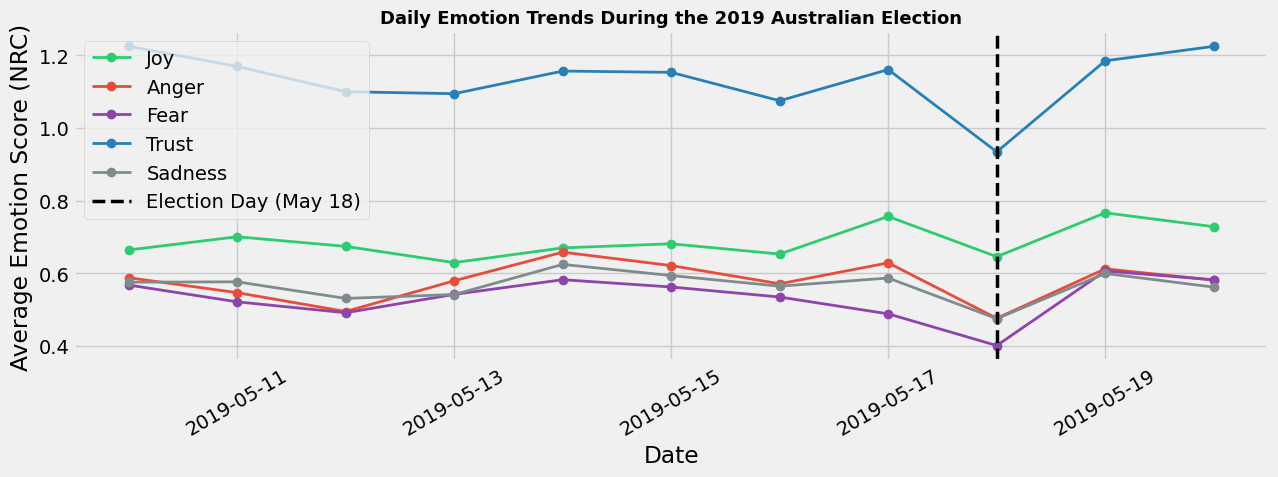 Daily Emotion Trends During the 2019 Australian Election
Average Emotion Score (NRC)
1.2
1.0
0.8
0.6
0.4
Joy
Anger
Fear
Trust
Sadness
Election Day (May 18)
2019-05-11
2019-05-13
2019-05-15
2019-05-17
2019-05-19
Date